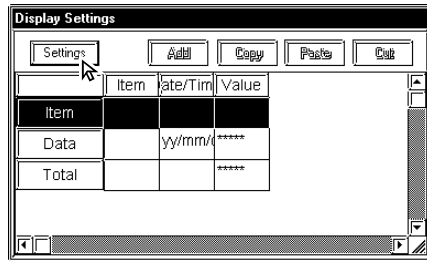 Display Settings
Settings Add Copy Paste Cut
Item ate/Tim Value
Item
Data yy/mm/ *****
Total *****